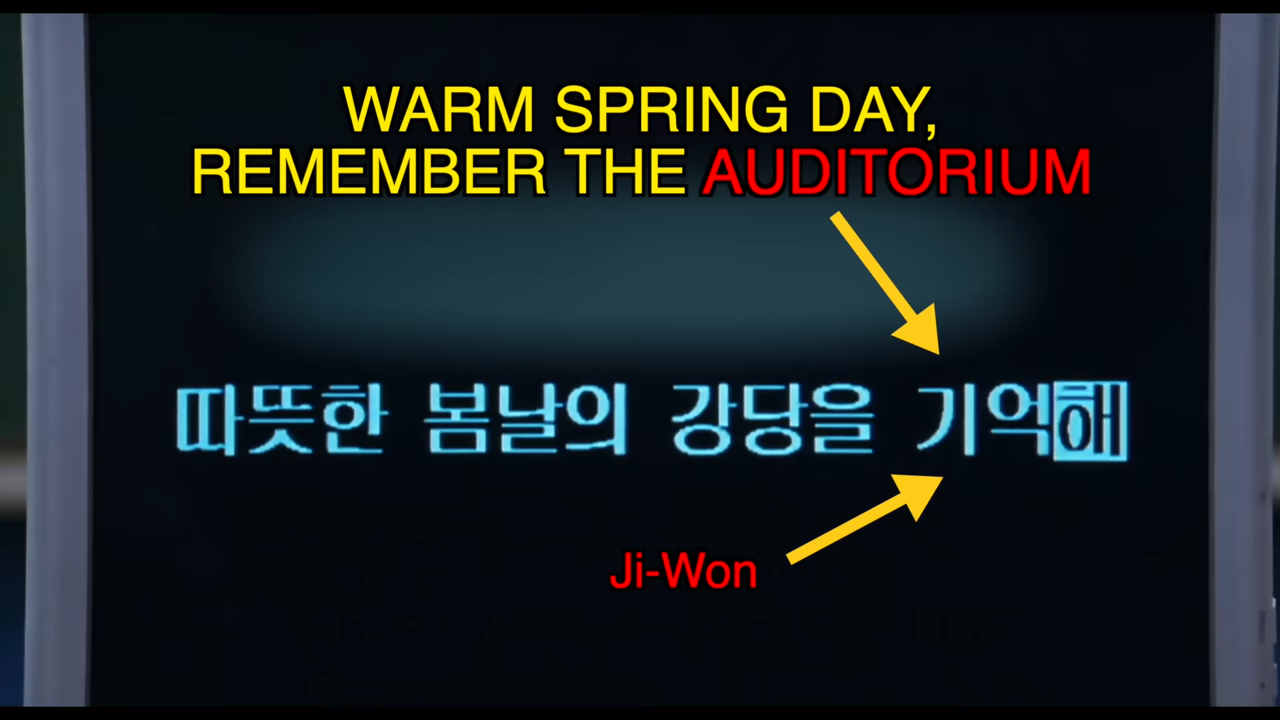 WARM SPRING DAY,
REMEMBER THE AUDITORIUM
따뜻한 봄날의 강당을 기억해
Ji-Won